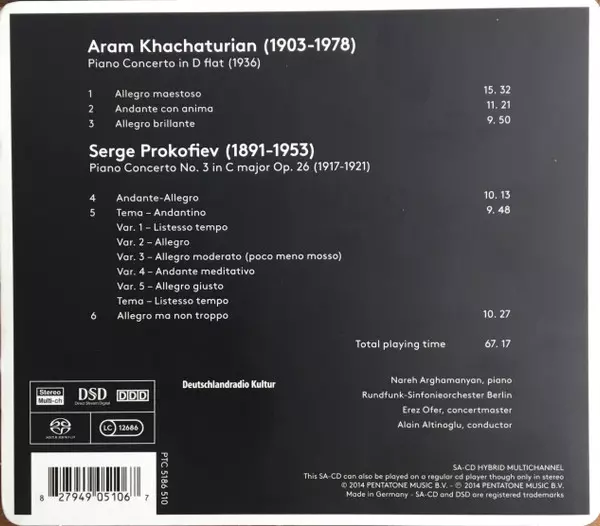 Aram Khachaturian (1903-1978)
Piano Concerto in D flat (1936)
1 Allegro maestoso 15. 32
2 Andante con anima 11. 21
3 Allegro brillante 9. 50
Serge Prokofiev (1891-1953)
Piano Concerto No. 3 in C major Op. 26 (1917-1921)
4 Andante-Allegro 10. 13
5 Tema – Andantino 9. 48
Var. 1 – Listesso tempo
Var. 2 – Allegro
Var. 3 – Allegro moderato (poco meno mosso)
Var. 4 – Andante meditativo
Var. 5 – Allegro giusto
Tema – Listesso tempo
6 Allegro ma non troppo 10. 27
Total playing time 67. 17
Stereo
Multi-ch
DSD
Direct Stream Digital
DDD
Deutschlandradio Kultur
Nareh Arghamanyan, piano
Rundfunk-Sinfonieorchester Berlin
Erez Ofer, concertmaster
Alain Altinoglu, conductor
SUPER AUDIO CD
LC 12686
PTC 5186 510
8 27949 05106 7
SA-CD HYBRID MULTICHANNEL
This SA-CD can also be played on a regular cd player though only in stereo
© 2014 PENTATONE MUSIC B.V. – ℗ 2014 PENTATONE MUSIC B.V.
Made in Germany - SA-CD and DSD are registered trademarks